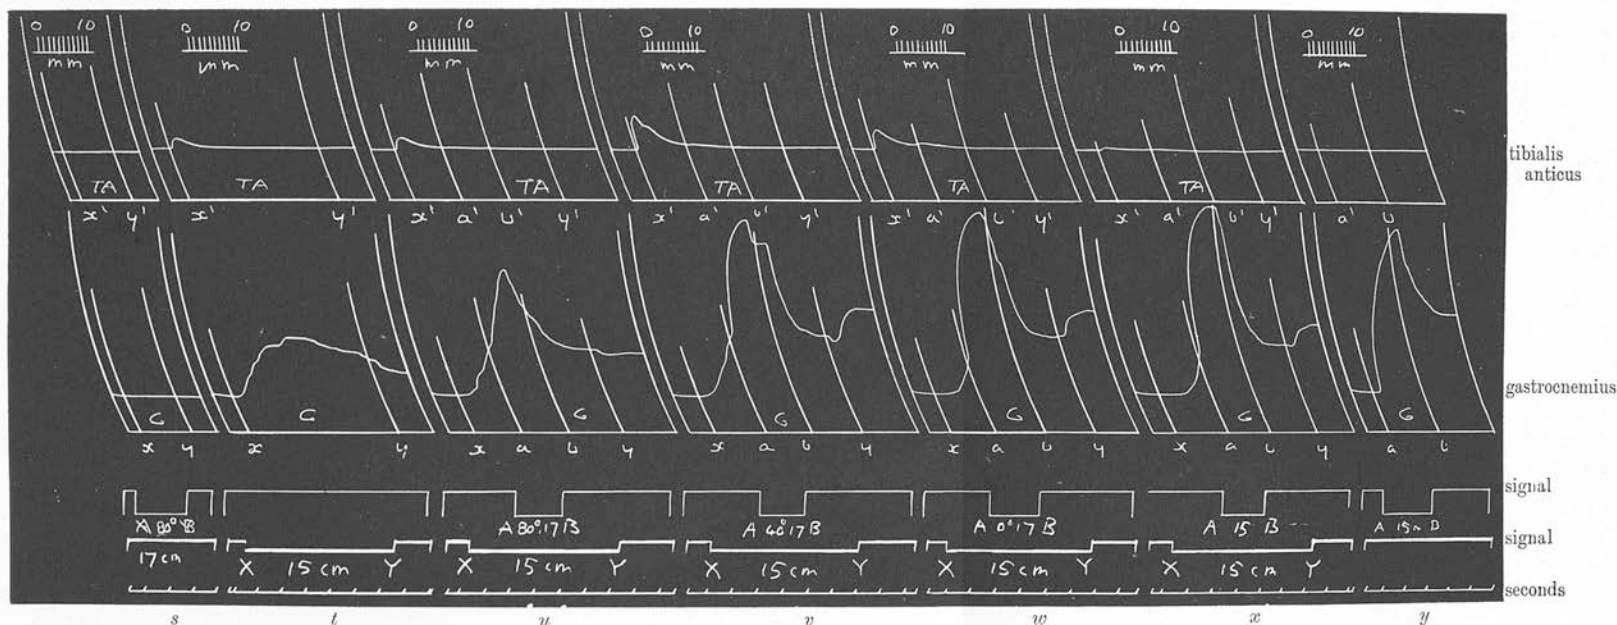 0 10 0 10 0 10 0 10 0 10 0 10 0 10
mm mm mm mm mm mm mm
tibialis
anticus
TA TA TA TA TA TA
x' y' x' y' x' a' b' y' x' a' b' y' x' a' b' y' x' a' b' y' a' b
gastrocnemius
G G G G G G G
x y x y x a b y x a b y x a b y x a b y a b
signal
80° B A 80° 17 B A 40° 17 B A 0° 17 B A 15 B A 15 B
signal
17 cm X 15 cm Y X 15 cm Y X 15 cm Y X 15 cm Y X 15 cm Y
seconds
s t u v w x y